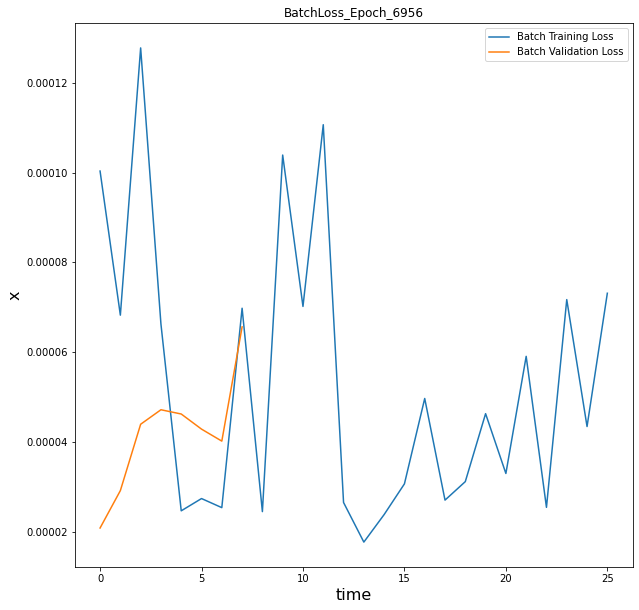 BatchLoss_Epoch_6956
Batch Training Loss
Batch Validation Loss
0.00012
0.00010
0.00008
0.00006
0.00004
0.00002
x
0 5 10 15 20 25
time